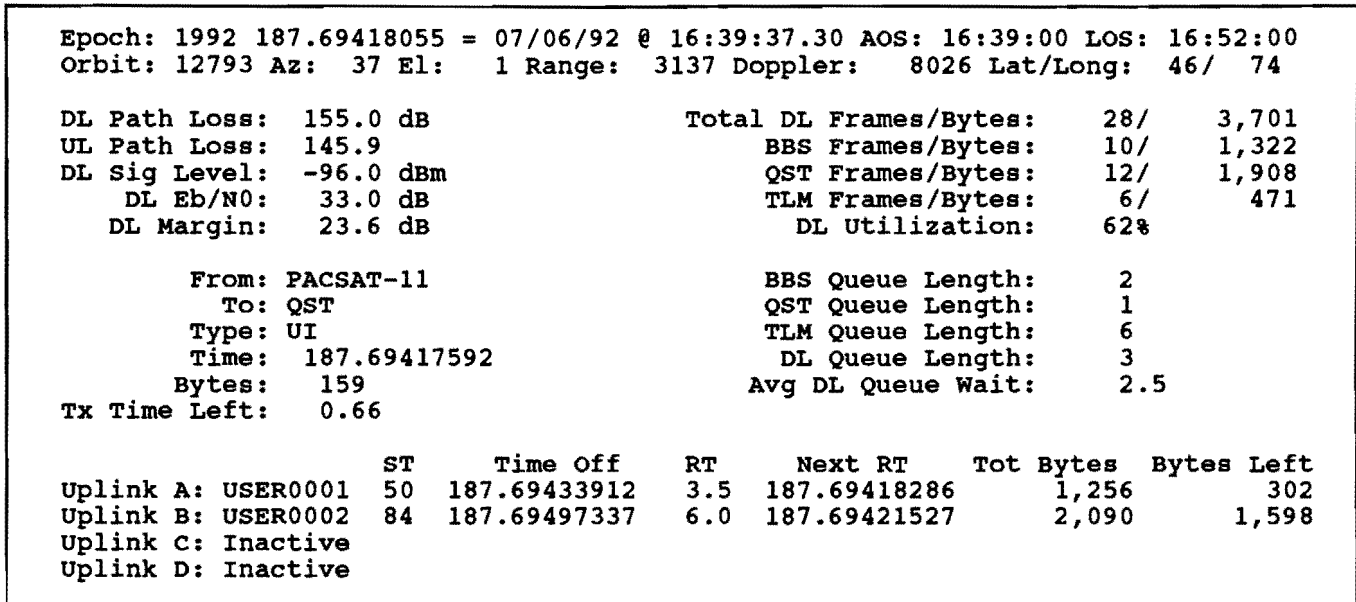 Epoch: 1992 187.69418055 = 07/06/92 @ 16:39:37.30 AOS: 16:39:00 LOS: 16:52:00
Orbit: 12793 Az: 37 El: 1 Range: 3137 Doppler: 8026 Lat/Long: 46/ 74
DL Path Loss: 155.0 dB Total DL Frames/Bytes: 28/ 3,701
UL Path Loss: 145.9 BBS Frames/Bytes: 10/ 1,322
DL Sig Level: -96.0 dBm QST Frames/Bytes: 12/ 1,908
DL Eb/N0: 33.0 dB TLM Frames/Bytes: 6/ 471
DL Margin: 23.6 dB DL Utilization: 62%
From: PACSAT-11 BBS Queue Length: 2
To: QST QST Queue Length: 1
Type: UI TLM Queue Length: 6
Time: 187.69417592 DL Queue Length: 3
Bytes: 159 Avg DL Queue Wait: 2.5
Tx Time Left: 0.66
ST Time Off RT Next RT Tot Bytes Bytes Left
Uplink A: USER0001 50 187.69433912 3.5 187.69418286 1,256 302
Uplink B: USER0002 84 187.69497337 6.0 187.69421527 2,090 1,598
Uplink C: Inactive
Uplink D: Inactive